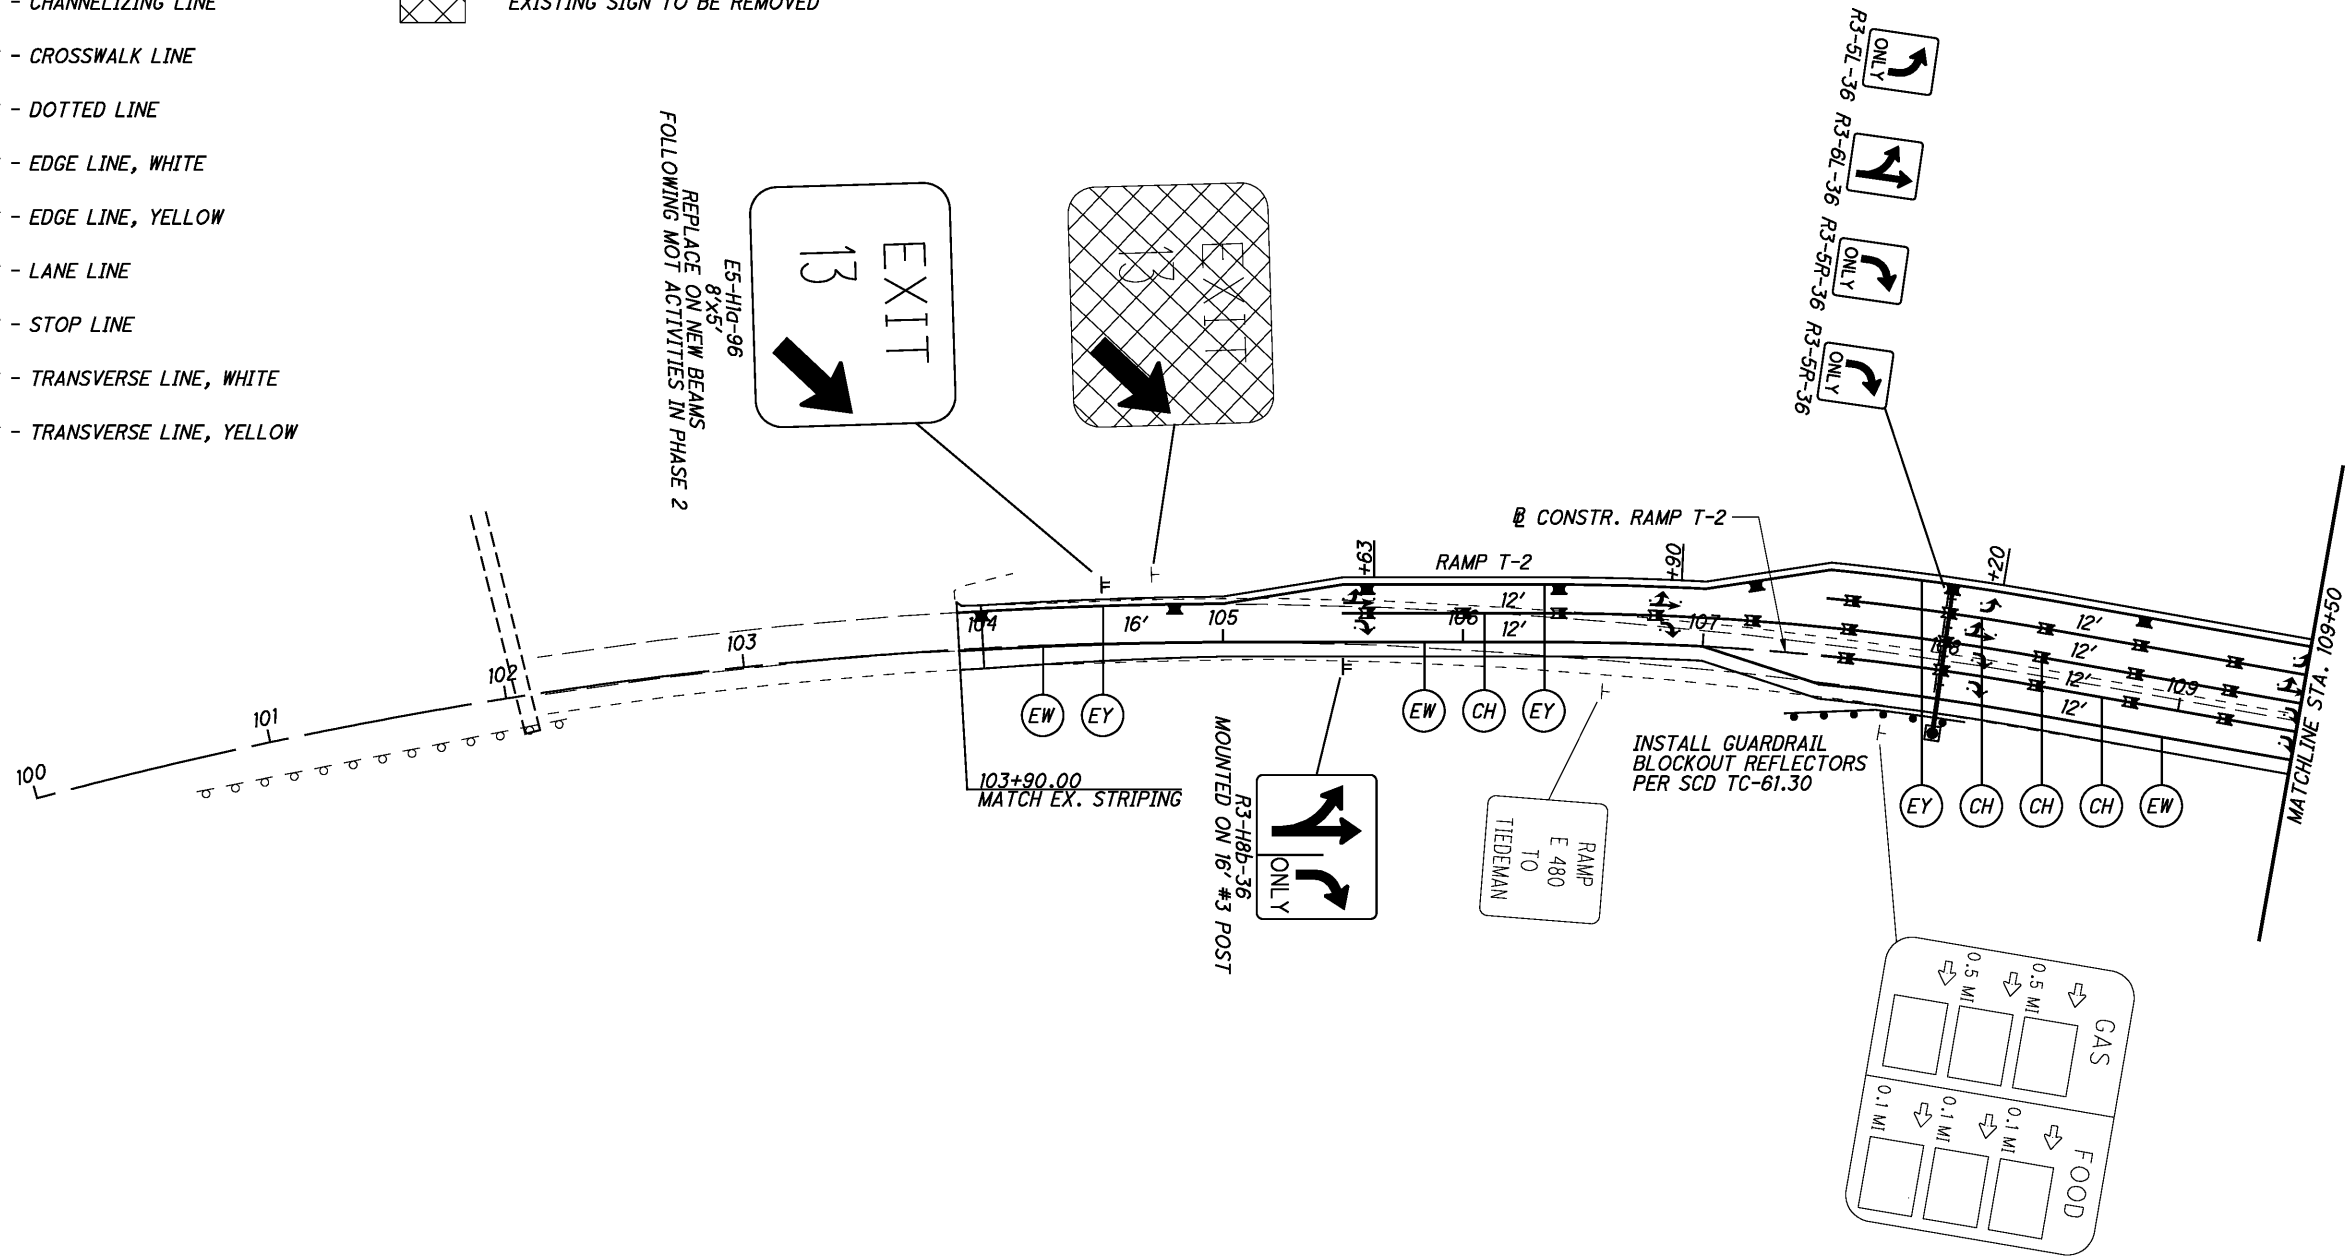 - CHANNELIZING LINE
- CROSSWALK LINE
- DOTTED LINE
- EDGE LINE, WHITE
- EDGE LINE, YELLOW
- LANE LINE
- STOP LINE
- TRANSVERSE LINE, WHITE
- TRANSVERSE LINE, YELLOW
EXISTING SIGN TO BE REMOVED
EXIT
13
E5-H1a-96
8'X5'
REPLACE ON NEW BEAMS
FOLLOWING MOT ACTIVITIES IN PHASE 2
EXIT
13
ONLY
R3-5L-36
R3-6L-36
ONLY
R3-5R-36
ONLY
R3-5R-36
CONSTR. RAMP T-2
+63
RAMP T-2
+90
+20
100
101
102
103
104
105
106
107
108
109
16'
12'
12'
12'
12'
12'
12'
EW
EY
EW
CH
EY
EY
CH
CH
CH
EW
103+90.00
MATCH EX. STRIPING
ONLY
R3-H8b-36
MOUNTED ON 16' #3 POST
RAMP
E 480
TO
TIEDEMAN
INSTALL GUARDRAIL
BLOCKOUT REFLECTORS
PER SCD TC-61.30
MATCHLINE STA. 109+50
GAS
0.5 MI
0.5 MI
FOOD
0.1 MI
0.1 MI
0.1 MI